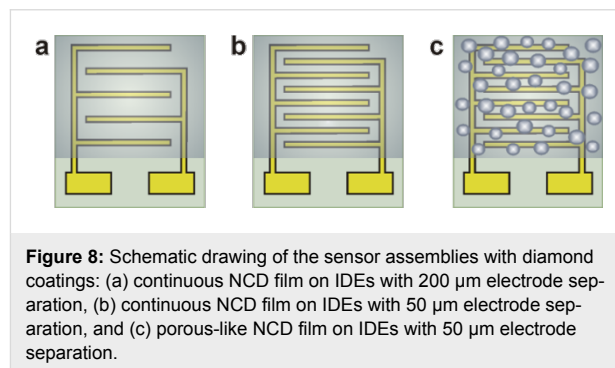 a b c
Figure 8: Schematic drawing of the sensor assemblies with diamond
coatings: (a) continuous NCD film on IDEs with 200 µm electrode sep-
aration, (b) continuous NCD film on IDEs with 50 µm electrode sep-
aration, and (c) porous-like NCD film on IDEs with 50 µm electrode
separation.